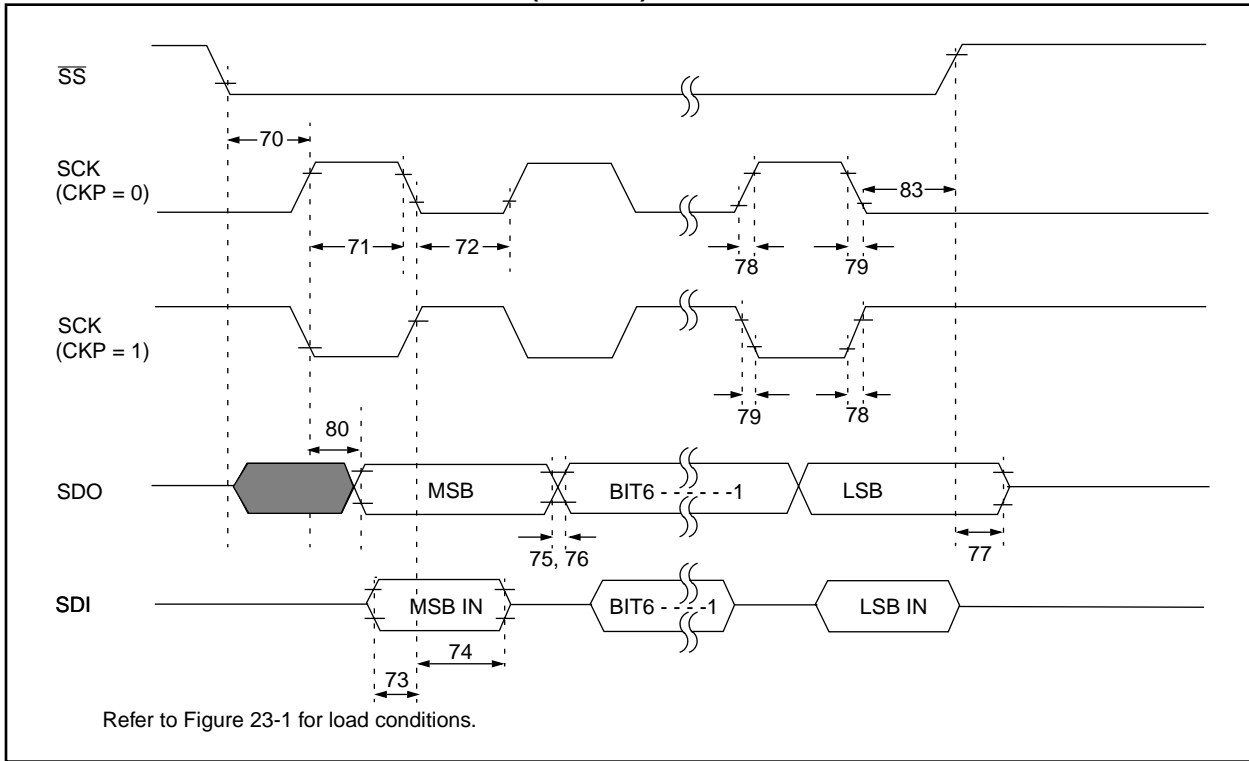 SS
70
SCK
(CKP = 0)
83
71
72
78
79
SCK
(CKP = 1)
79
78
80
SDO
MSB
BIT6 - - - - - -1
LSB
75, 76
77
SDI
MSB IN
BIT6 - - - -1
LSB IN
74
73
Refer to Figure 23-1 for load conditions.